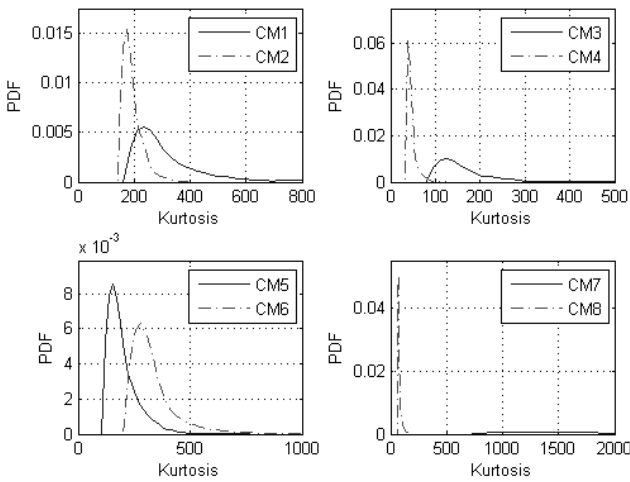 0.015
0.01
0.005
0
PDF
CM1
CM2
0 200 400 600 800
Kurtosis
0.06
0.04
0.02
0
PDF
CM3
CM4
0 100 200 300 400 500
Kurtosis
x 10^-3
8
6
4
2
0
PDF
CM5
CM6
0 500 1000
Kurtosis
0.04
0.02
0
PDF
CM7
CM8
0 500 1000 1500 2000
Kurtosis